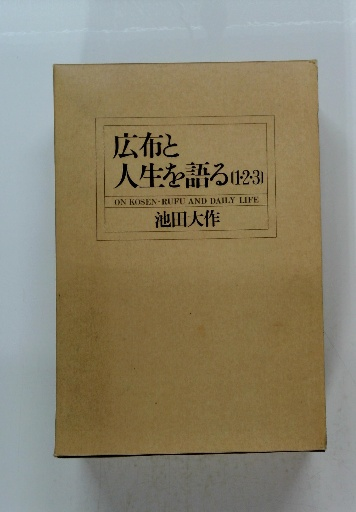 広布と
人生を語る(1・2・3)
ON KOSEN-RUFU AND DAILY LIFE
池田大作